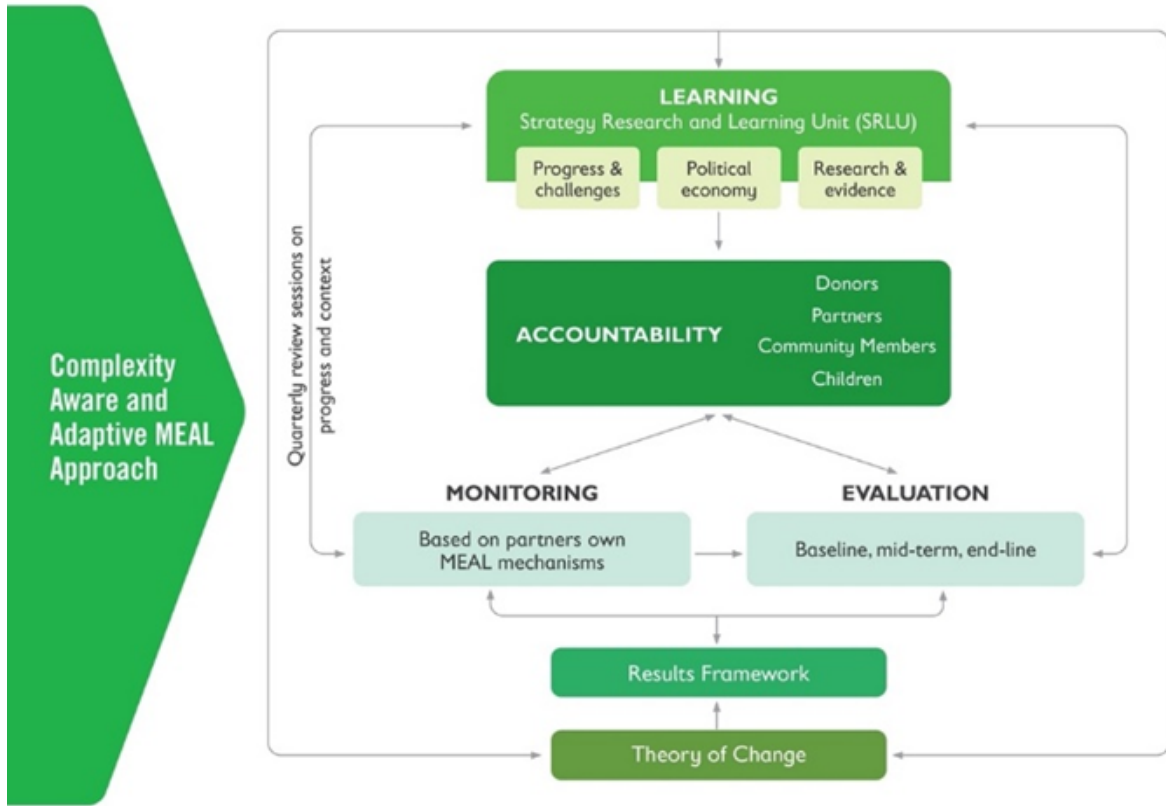 Complexity
Aware and
Adaptive MEAL
Approach
Quarterly review sessions on
progress and context
LEARNING
Strategy Research and Learning Unit (SRLU)
Progress &
challenges
Political
economy
Research &
evidence
ACCOUNTABILITY
Donors
Partners
Community Members
Children
MONITORING
Based on partners own
MEAL mechanisms
EVALUATION
Baseline, mid-term, end-line
Results Framework
Theory of Change